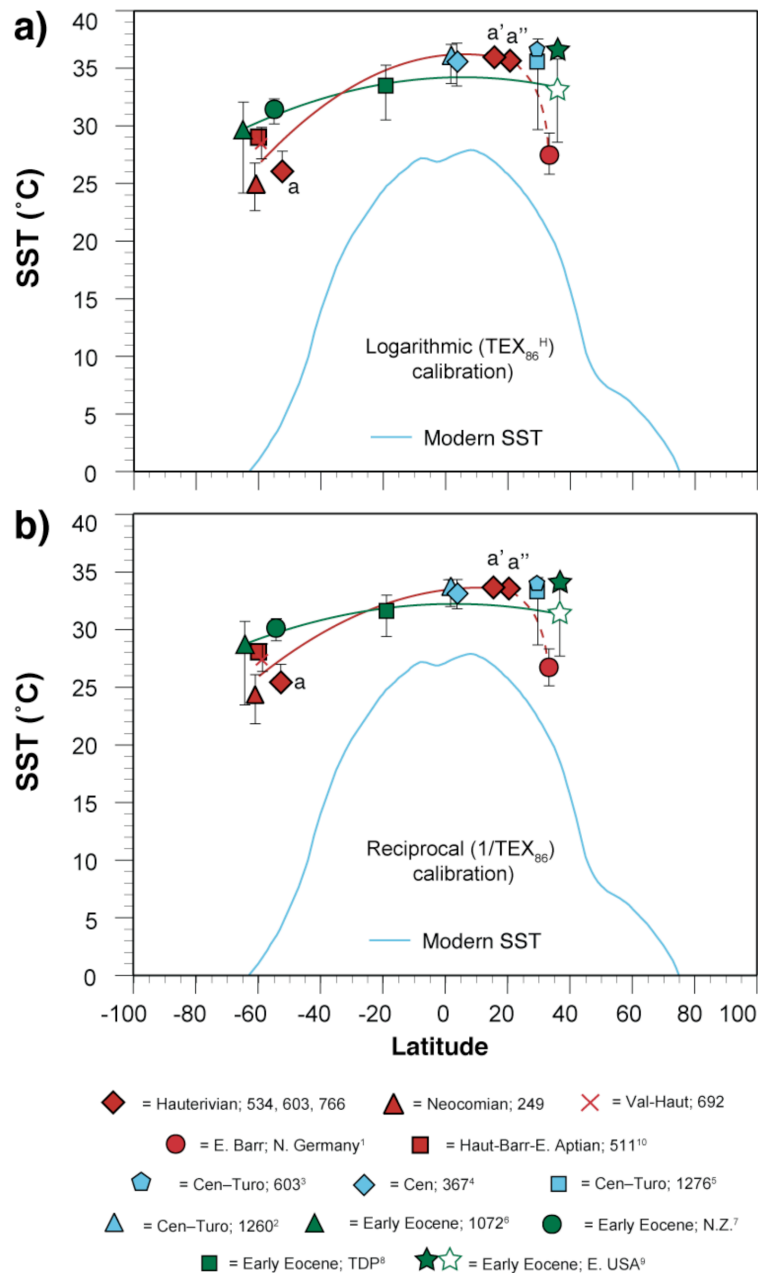 a)
40
35
30
25
20
15
10
5
0
SST (˚C)
a' a''
a
Logarithmic (TEX86H)
calibration)
Modern SST
b)
40
35
30
25
20
15
10
5
0
SST (˚C)
a' a''
a
Reciprocal (1/TEX86)
calibration)
Modern SST
-100 -80 -60 -40 -20 0 20 40 60 80 100
Latitude
= Hauterivian; 534, 603, 766 = Neocomian; 249 = Val-Haut; 692
= E. Barr; N. Germany1 = Haut-Barr-E. Aptian; 51110
= Cen–Turo; 6033 = Cen; 3674 = Cen–Turo; 12765
= Cen–Turo; 12602 = Early Eocene; 10726 = Early Eocene; N.Z.7
= Early Eocene; TDP8 = Early Eocene; E. USA9